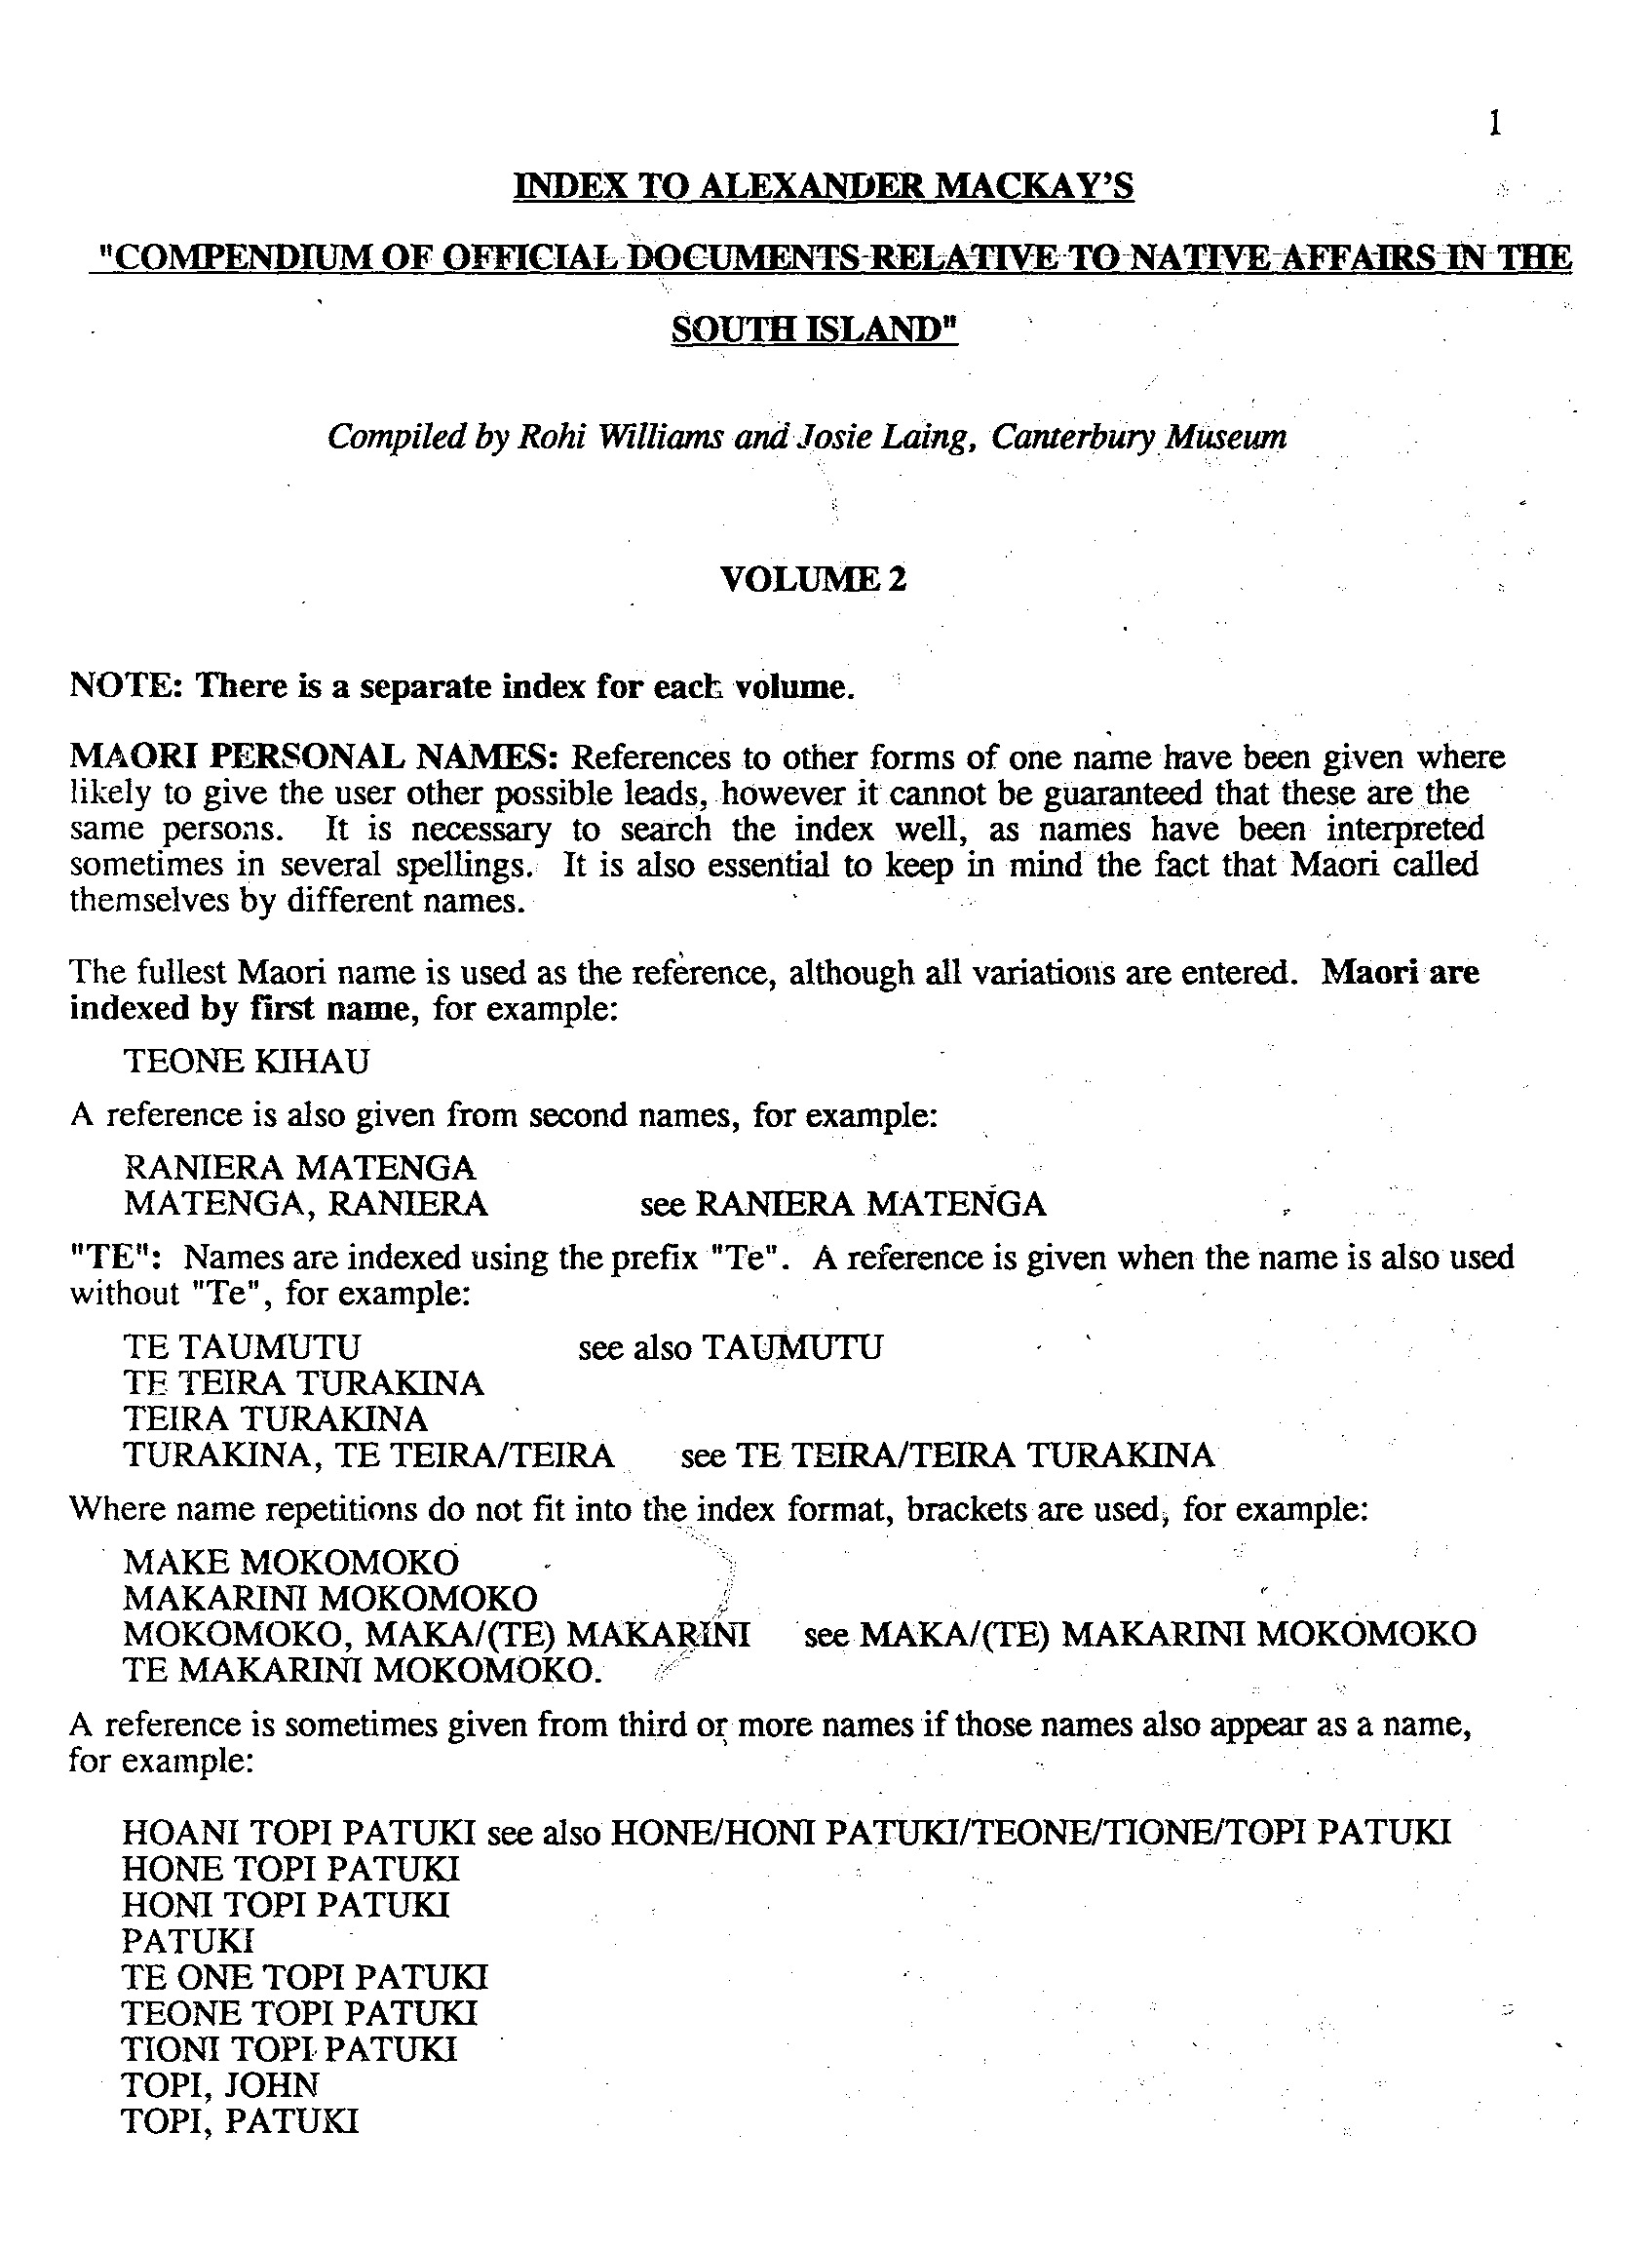 1
INDEX TO ALEXANDER MACKAY'S
"COMPENDIUM OF OFFICIAL DOCUMENTS RELATIVE TO NATIVE AFFAIRS IN THE
SOUTH ISLAND"
Compiled by Rohi Williams and Josie Laing, Canterbury Museum
VOLUME 2
NOTE: There is a separate index for each volume.
MAORI PERSONAL NAMES: References to other forms of one name have been given where
likely to give the user other possible leads, however it cannot be guaranteed that these are the
same persons. It is necessary to search the index well, as names have been interpreted
sometimes in several spellings. It is also essential to keep in mind the fact that Maori called
themselves by different names.
The fullest Maori name is used as the reference, although all variations are entered. Maori are
indexed by first name, for example:
TEONE KIHAU
A reference is also given from second names, for example:
RANIERA MATENGA
MATENGA, RANIERA see RANIERA MATENGA
"TE": Names are indexed using the prefix "Te". A reference is given when the name is also used
without "Te", for example:
TE TAUMUTU see also TAUMUTU
TE TEIRA TURAKINA
TEIRA TURAKINA
TURAKINA, TE TEIRA/TEIRA see TE TEIRA/TEIRA TURAKINA
Where name repetitions do not fit into the index format, brackets are used, for example:
MAKE MOKOMOKO
MAKARINI MOKOMOKO
MOKOMOKO, MAKA/(TE) MAKARINI see MAKA/(TE) MAKARINI MOKOMOKO
TE MAKARINI MOKOMOKO.
A reference is sometimes given from third or more names if those names also appear as a name,
for example:
HOANI TOPI PATUKI see also HONE/HONI PATUKI/TEONE/TIONE/TOPI PATUKI
HONE TOPI PATUKI
HONI TOPI PATUKI
PATUKI
TE ONE TOPI PATUKI
TEONE TOPI PATUKI
TIONI TOPI PATUKI
TOPI, JOHN
TOPI, PATUKI